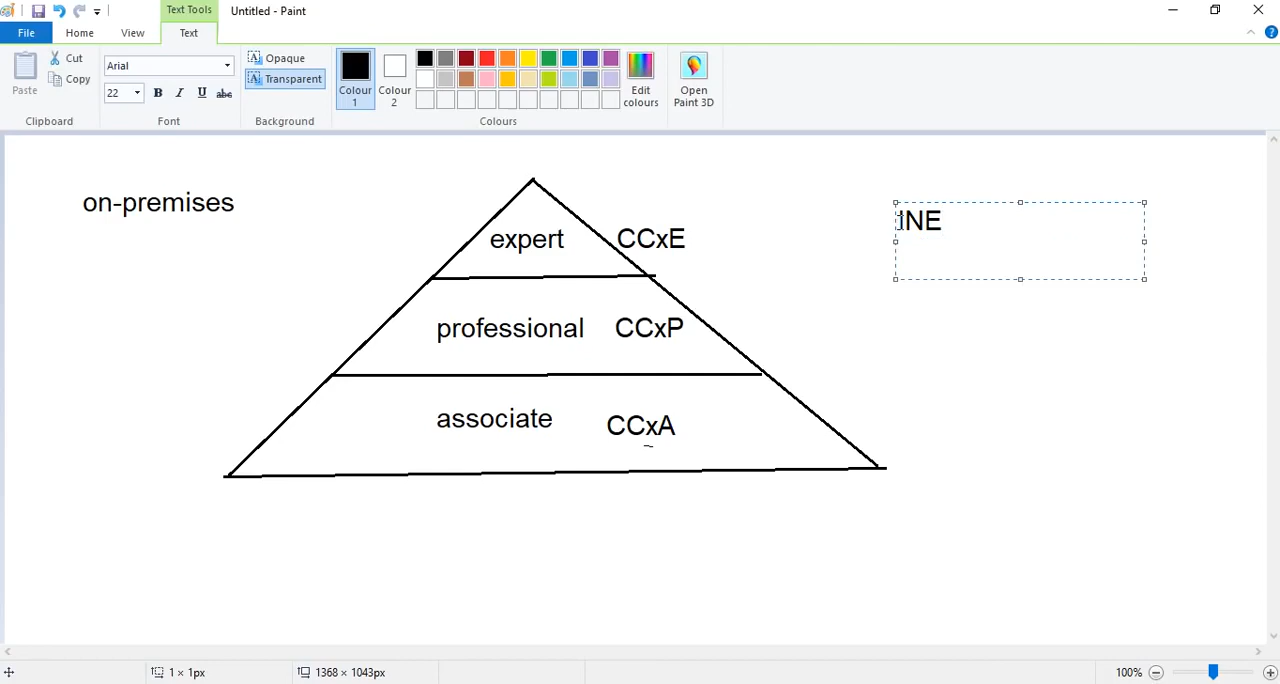 Text Tools
Untitled - Paint
File
Home
View
Text
Paste
Cut
Copy
Clipboard
Arial
22
B I U abc
Font
Opaque
Transparent
Background
Colour 1
Colour 2
Edit colours
Colours
Open Paint 3D
on-premises
expert CCxE
professional CCxP
associate CCxA
INE
1 × 1px
1368 × 1043px
100%